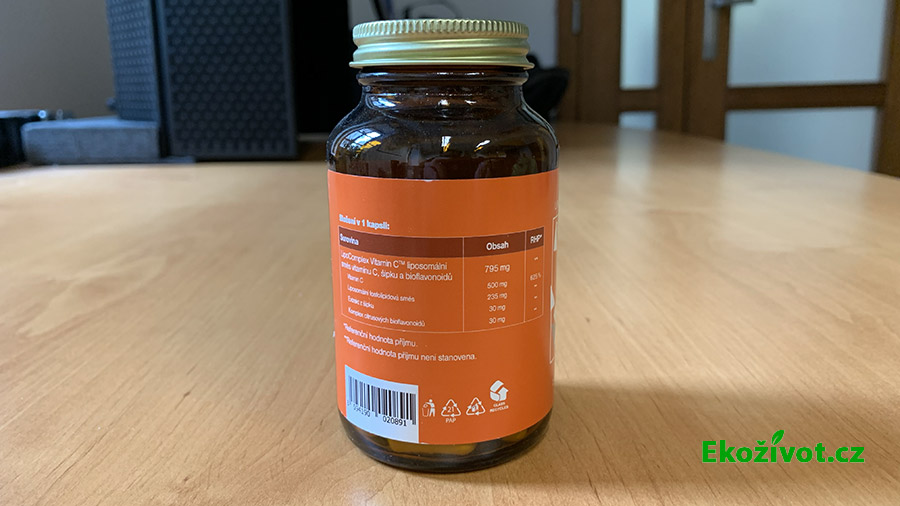 Složení v 1 kapsli:
Surovina Obsah RHP*
LipoComplex Vitamin C™ liposomální
směs vitaminu C, šípku a bioflavonoidů 795 mg –
Vitamin C 500 mg 625 %
Liposomální fosfolipidová směs 235 mg –
Extrakt z šípku 30 mg –
Komplex citrusových bioflavonoidů 30 mg –
*Referenční hodnota příjmu.
**Referenční hodnota příjmu není stanovena.
020891
21
PAP
GLASS
RECYCLED
Ekoživot.cz